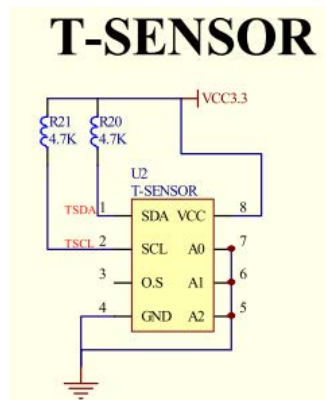 T-SENSOR
VCC3.3
R21 R20
4.7K 4.7K
U2
T-SENSOR
TSDA 1 SDA VCC 8
TSCL 2 SCL A0 7
3 O.S A1 6
4 GND A2 5